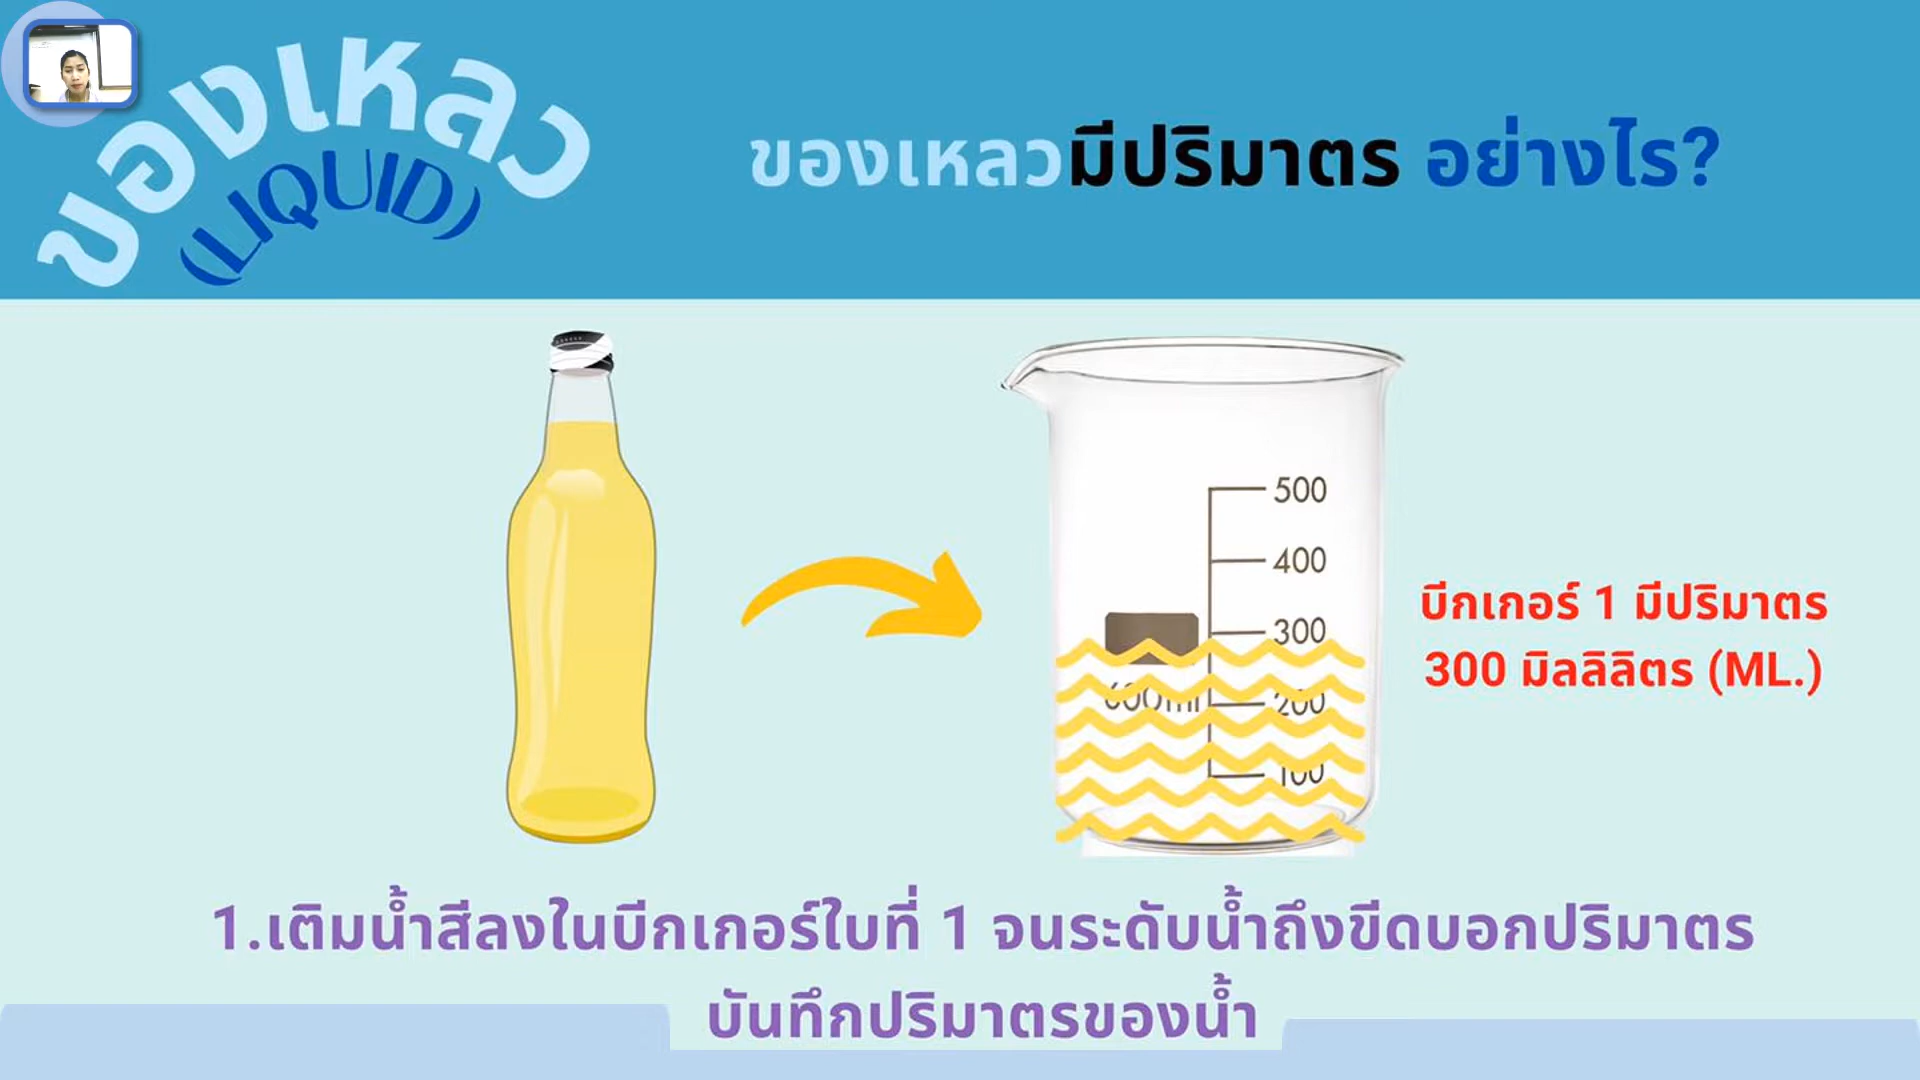 ของเหลว
(LIQUID)
ของเหลวมีปริมาตร อย่างไร?
500
400
300
200
100
600ml
บีกเกอร์ 1 มีปริมาตร
300 มิลลิลิตร (ML.)
1.เติมน้ำสีลงในบีกเกอร์ใบที่ 1 จนระดับน้ำถึงขีดบอกปริมาตร
บันทึกปริมาตรของน้ำ